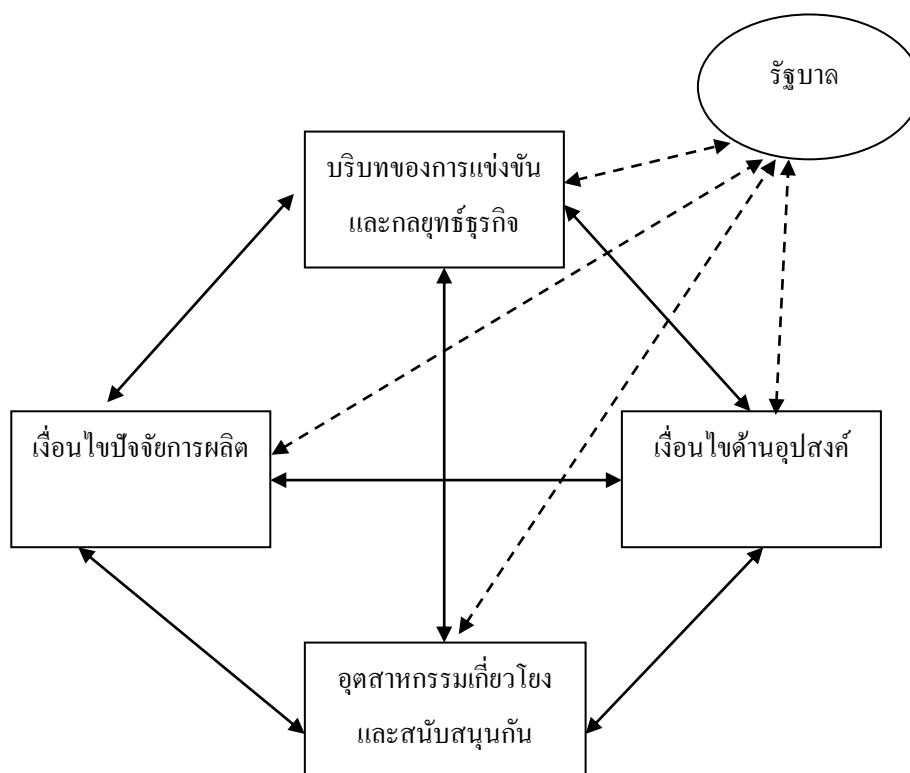 รัฐบาล
บริบทของการแข่งขัน
และกลยุทธ์ธุรกิจ
เงื่อนไขปัจจัยการผลิต
เงื่อนไขด้านอุปสงค์
อุตสาหกรรมเกี่ยวโยง
และสนับสนุนกัน